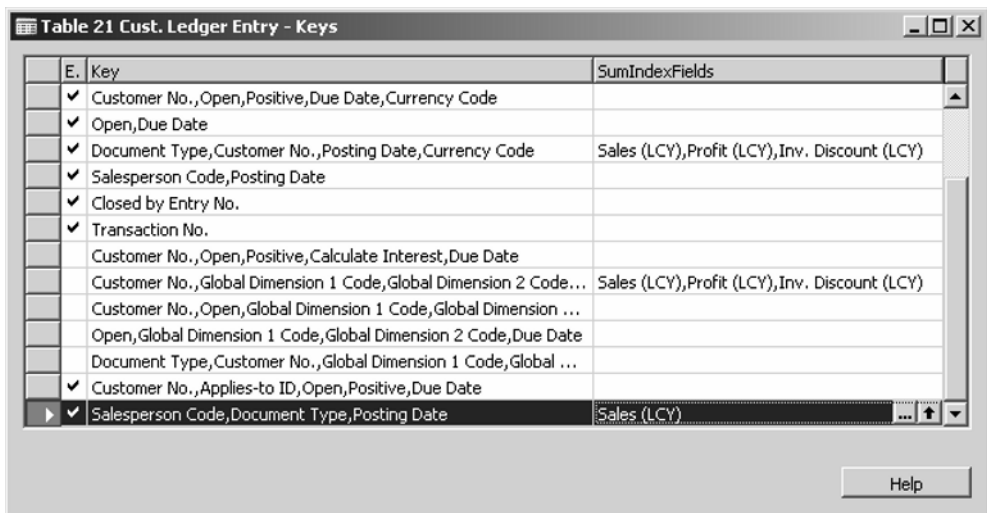 Table 21 Cust. Ledger Entry - Keys
E. Key SumIndexFields
Customer No.,Open,Positive,Due Date,Currency Code
Open,Due Date
Document Type,Customer No.,Posting Date,Currency Code Sales (LCY),Profit (LCY),Inv. Discount (LCY)
Salesperson Code,Posting Date
Closed by Entry No.
Transaction No.
Customer No.,Open,Positive,Calculate Interest,Due Date
Customer No.,Global Dimension 1 Code,Global Dimension 2 Code... Sales (LCY),Profit (LCY),Inv. Discount (LCY)
Customer No.,Open,Global Dimension 1 Code,Global Dimension ...
Open,Global Dimension 1 Code,Global Dimension 2 Code,Due Date
Document Type,Customer No.,Global Dimension 1 Code,Global ...
Customer No.,Applies-to ID,Open,Positive,Due Date
Salesperson Code,Document Type,Posting Date Sales (LCY) ...
Help